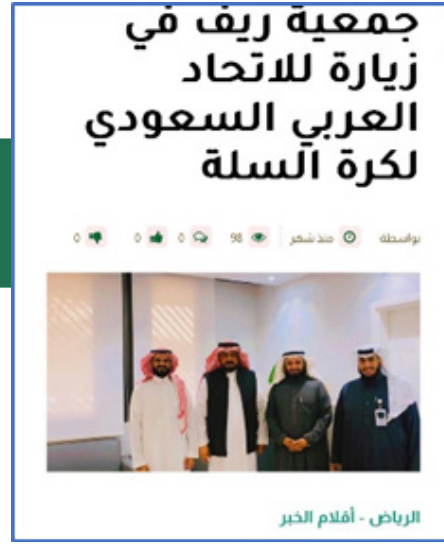 جمعية ريف في
زيارة للاتحاد
العربي السعودي
لكرة السلة
بواسطة منذ شهر 98 0 0 0
الرياض - أقلام الخبر